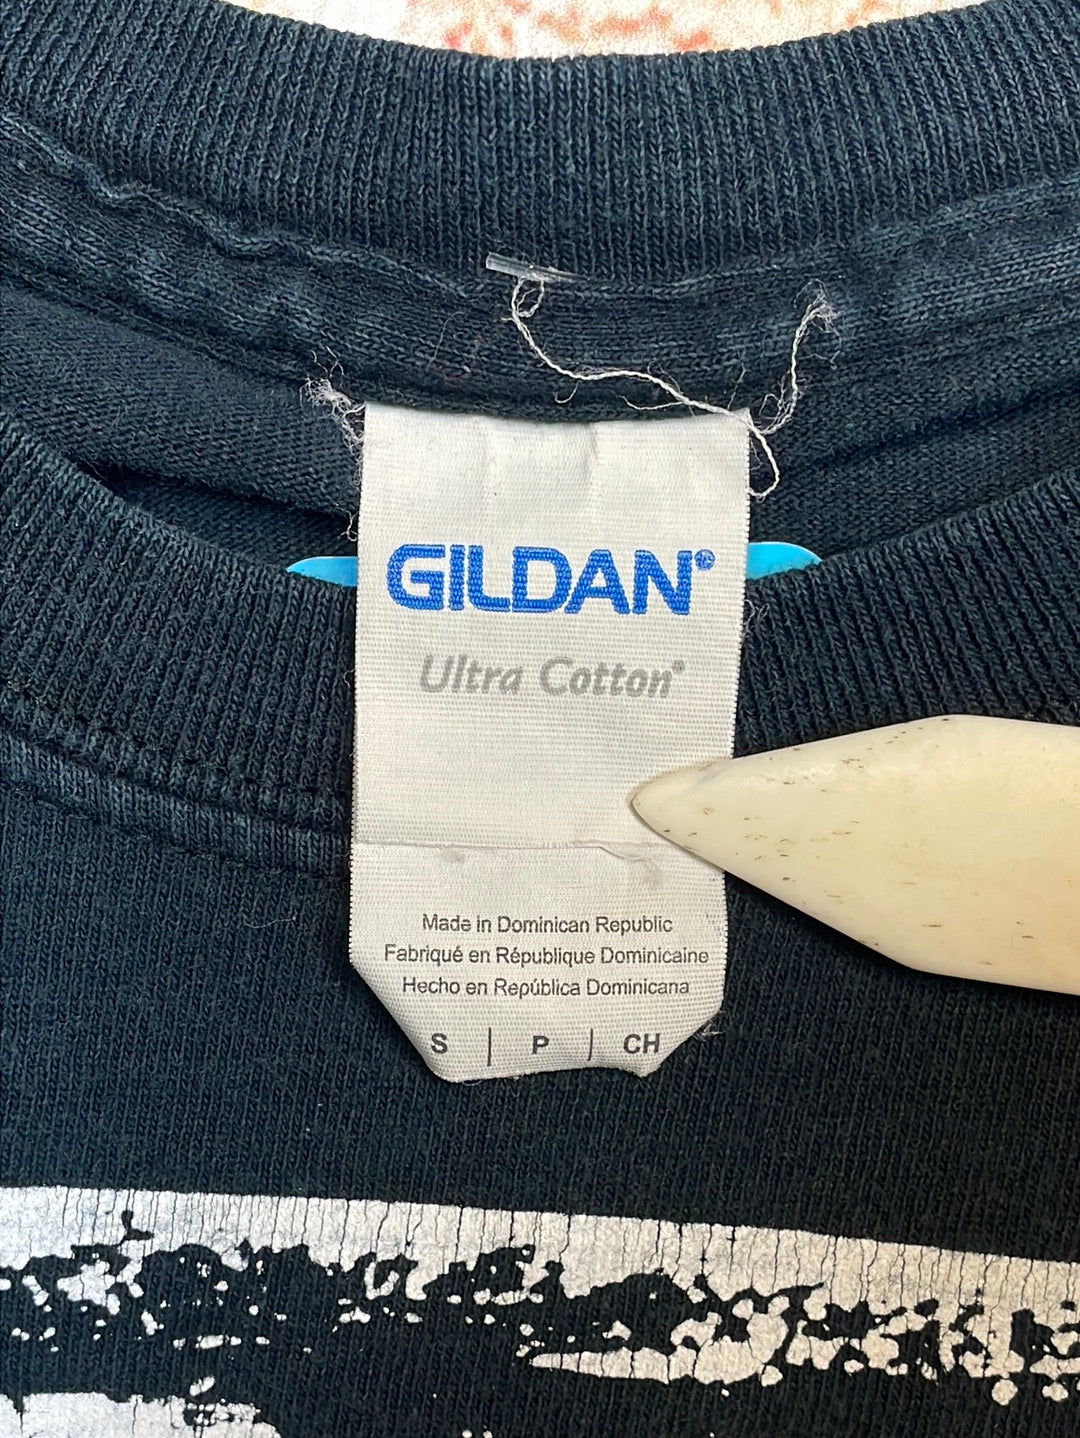 GILDAN®
Ultra Cotton®
Made in Dominican Republic
Fabriqué en République Dominicaine
Hecho en República Dominicana
S | P | CH